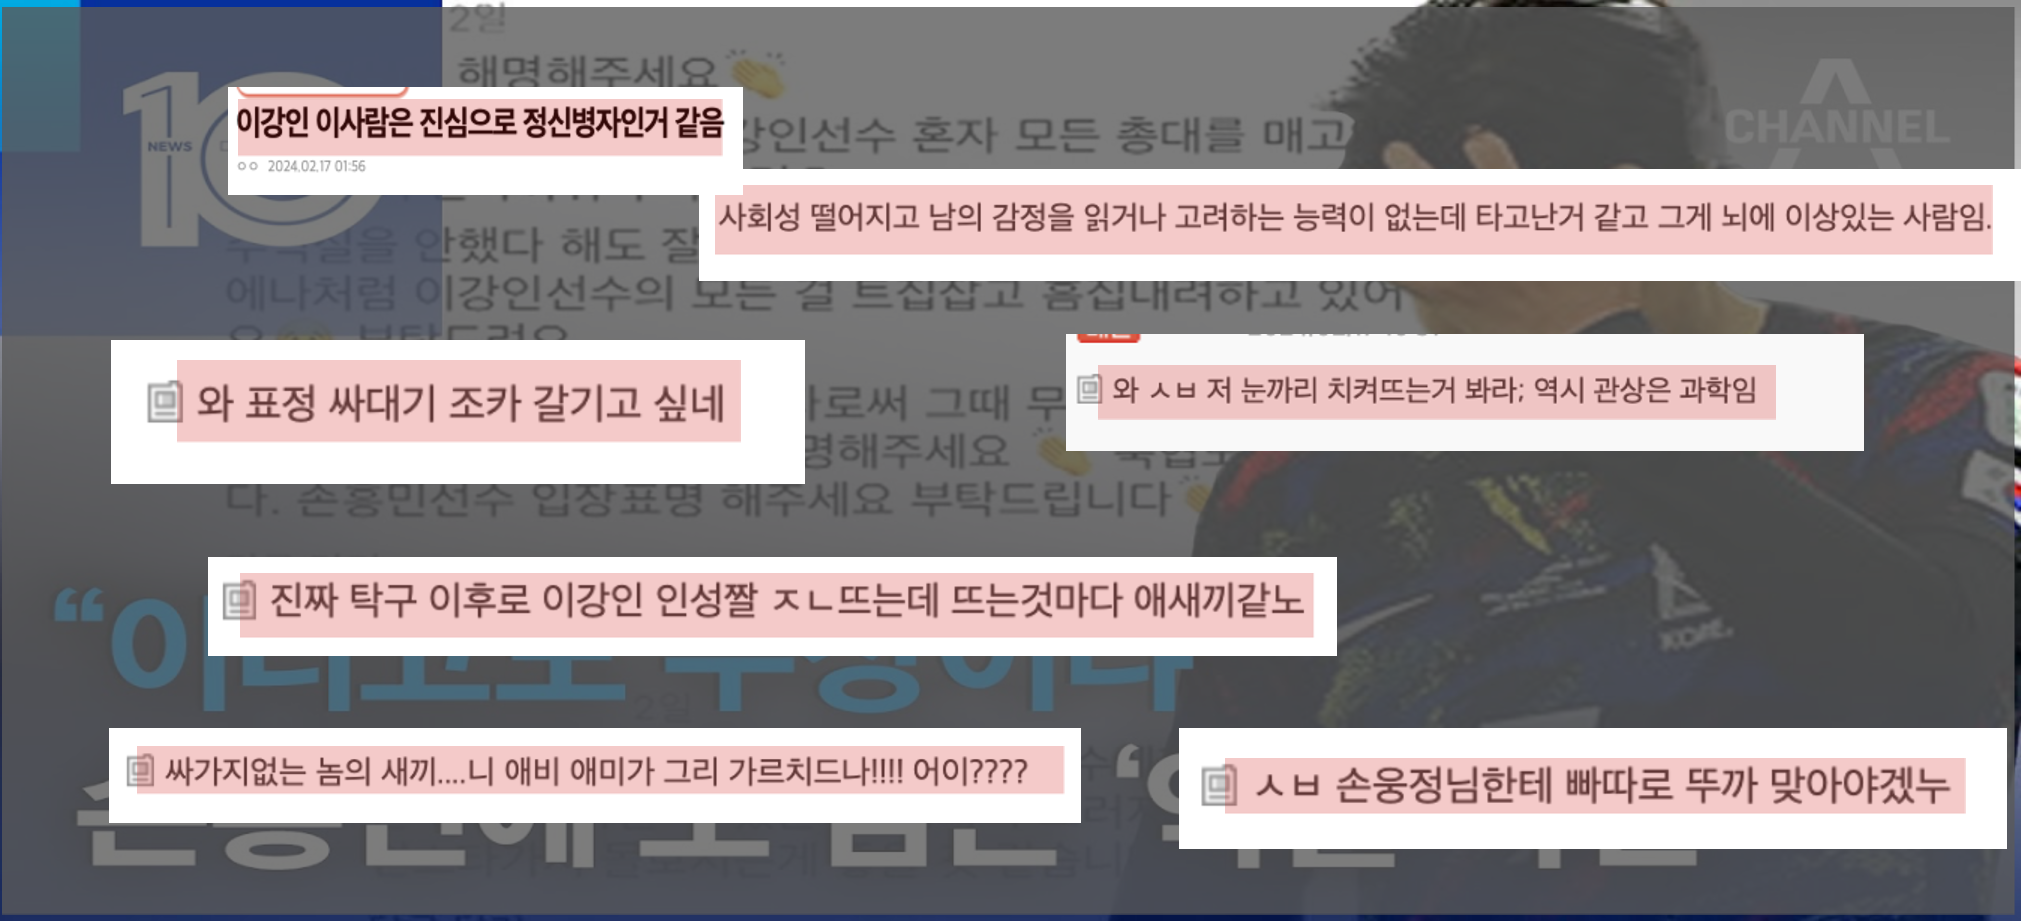 2일
해명해주세요
NEWS
이강인 이사람은 진심으로 정신병자인거 같음
ㅇㅇ 2024.02.17 01:56
강인선수 혼자 모든 총대를 매고
CHANNEL
사회성 떨어지고 남의 감정을 읽거나 고려하는 능력이 없는데 타고난거 같고 그게 뇌에 이상있는 사람임.
안했다 해도 잘
에나처럼 이강인선수의 모든 걸 트집잡고 흠집내려하고 있어
요 부탁드려요
와 표정 싸대기 조카 갈기고 싶네
와 ㅅㅂ 저 눈까리 치켜뜨는거 봐라; 역시 관상은 과학임
로써 그때 무
명해주세요
다. 손흥민선수 입장표명 해주세요 부탁드립니다
진짜 탁구 이후로 이강인 인성짤 ㅈㄴ뜨는데 뜨는것마다 애새끼같노
2일
싸가지없는 놈의 새끼....니 애비 애미가 그리 가르치드나!!!! 어이????
ㅅㅂ 손웅정님한테 빠따로 뚜까 맞아야겠누